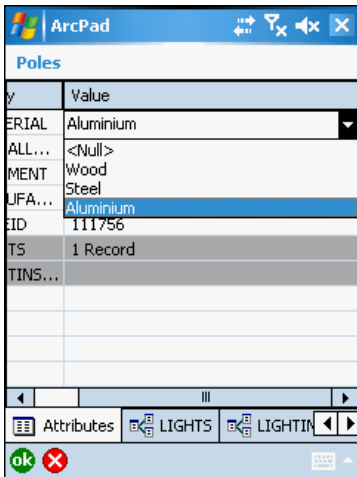 ArcPad
Poles
y Value
ERIAL Aluminium
ALL... <Null>
MENT Wood
UFA... Steel
Aluminium
EID 111756
TS 1 Record
TINS...
Attributes LIGHTS LIGHTIN
ok